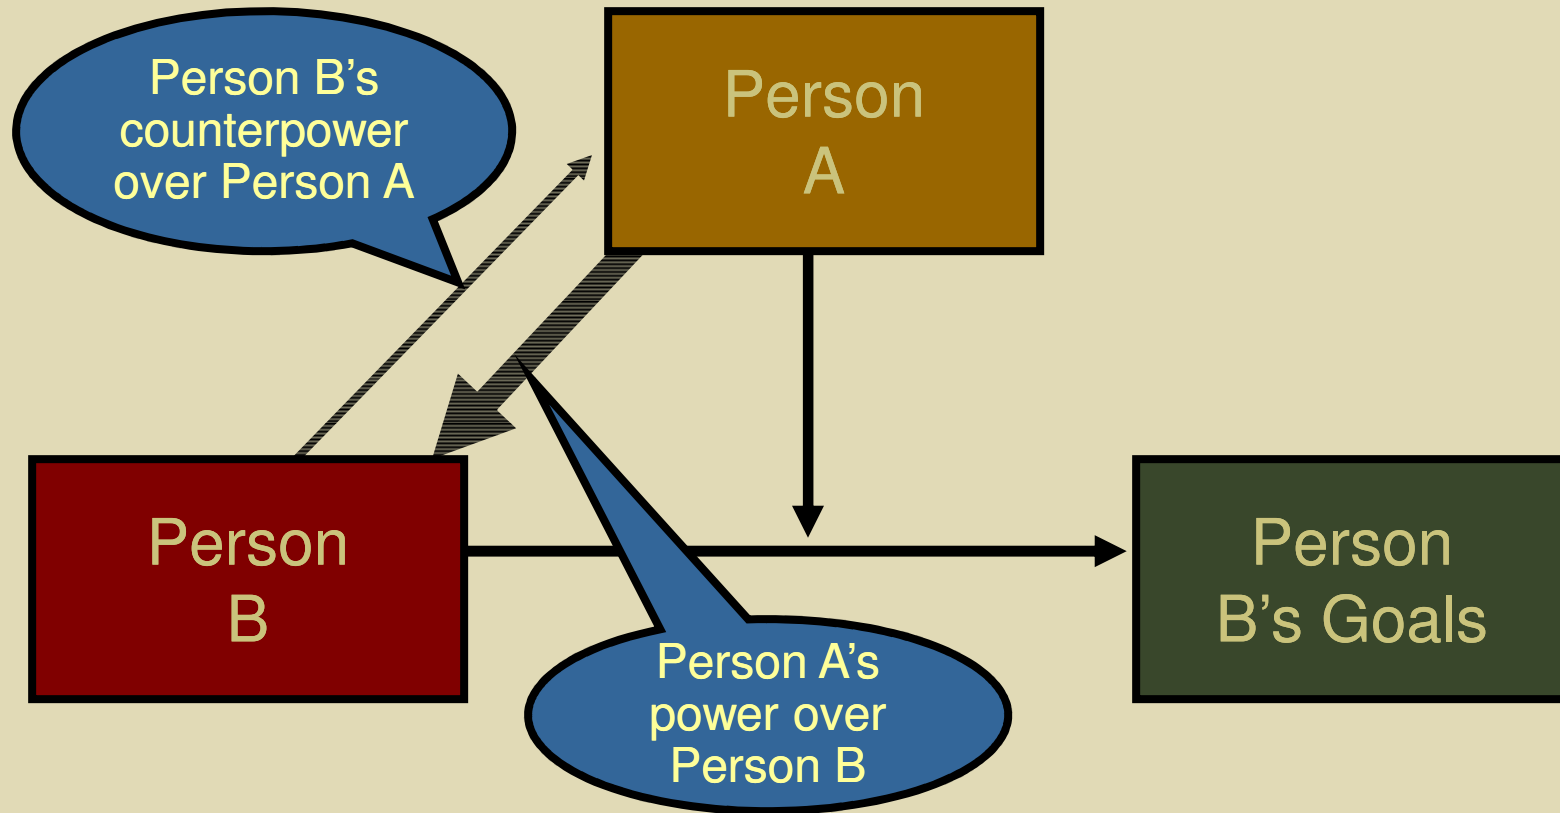 Person B’s
counterpower
over Person A
Person
A
Person
B
Person
B’s Goals
Person A’s
power over
Person B